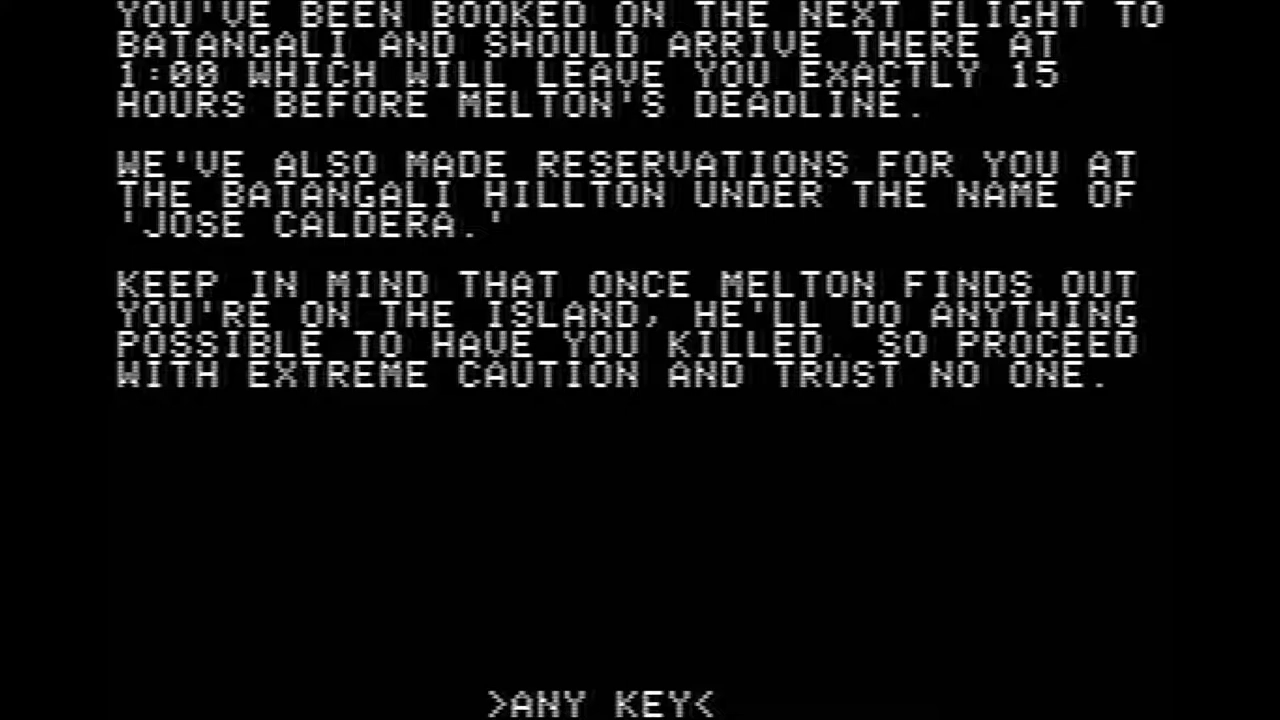 YOU'VE BEEN BOOKED ON THE NEXT FLIGHT TO
BATANGALI AND SHOULD ARRIVE THERE AT
1:00 WHICH WILL LEAVE YOU EXACTLY 15
HOURS BEFORE MELTON'S DEADLINE.
WE'VE ALSO MADE RESERVATIONS FOR YOU AT
THE BATANGALI HILLTON UNDER THE NAME OF
'JOSE CALDERA.'
KEEP IN MIND THAT ONCE MELTON FINDS OUT
YOU'RE ON THE ISLAND, HE'LL DO ANYTHING
POSSIBLE TO HAVE YOU KILLED. SO PROCEED
WITH EXTREME CAUTION AND TRUST NO ONE.
>ANY KEY<